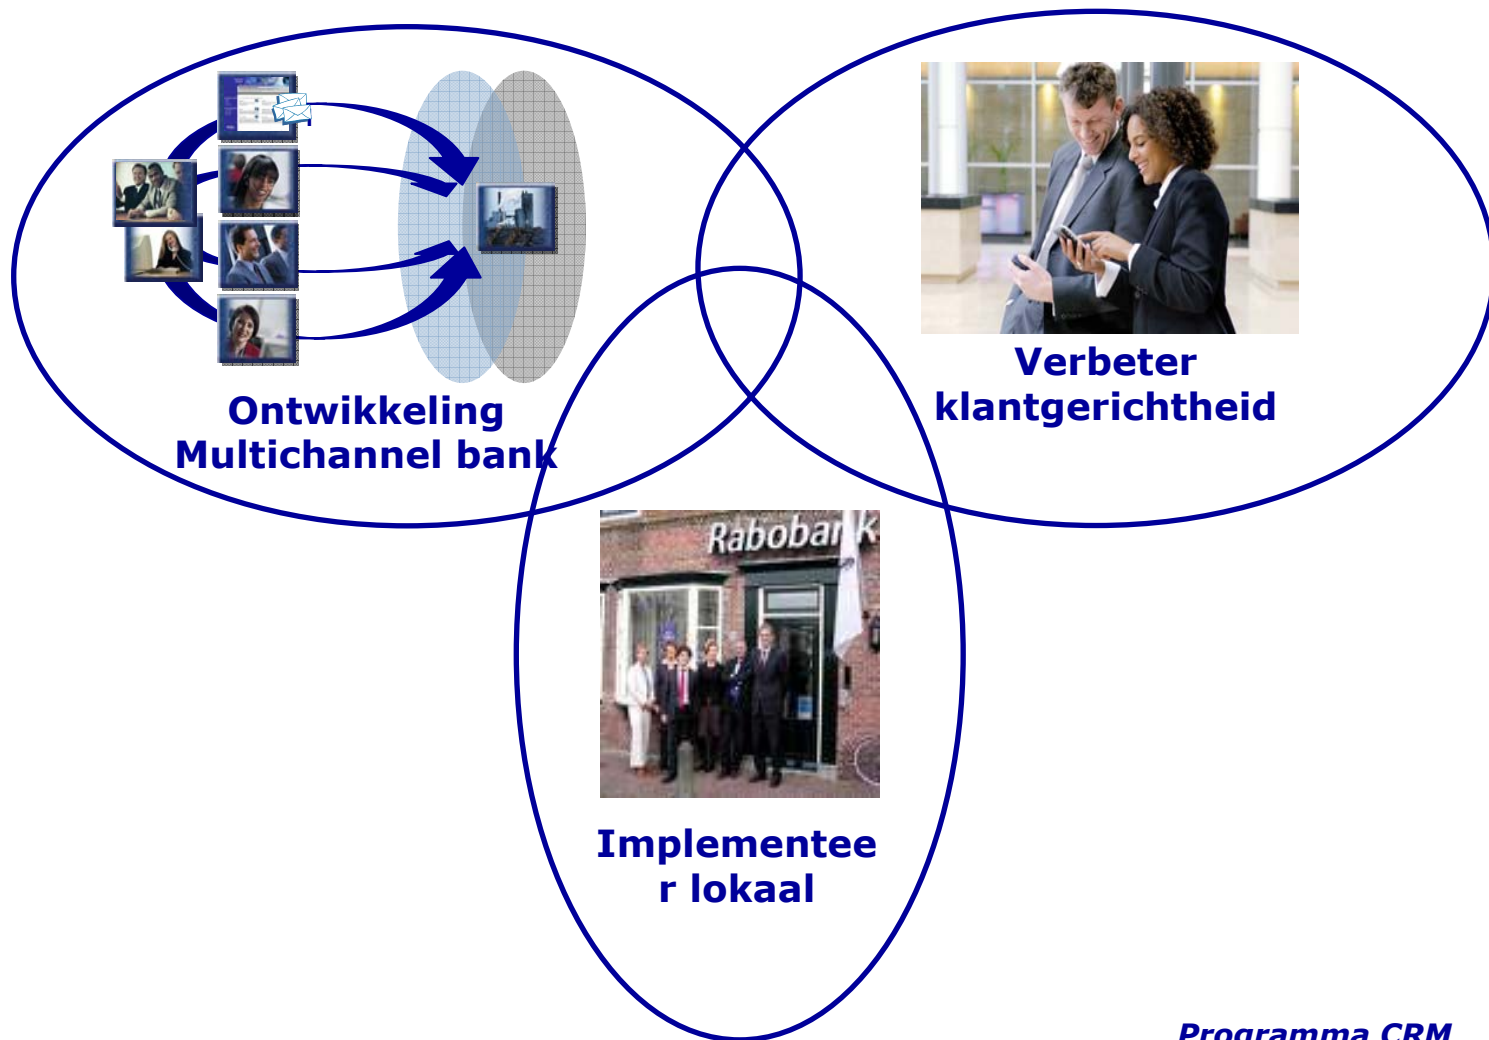 Ontwikkeling
Multichannel bank
Verbeter
klantgerichtheid
Rabobank
Implementee
r lokaal
Programma CRM